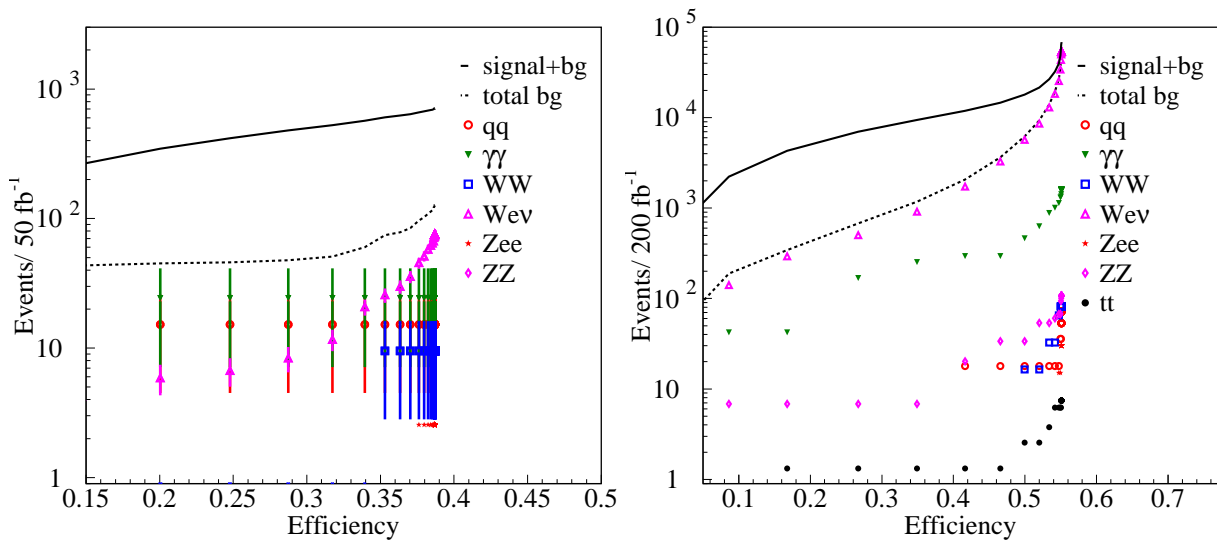 Events/ 50 fb⁻¹
10³
10²
10
1
signal+bg
total bg
qq
γγ
WW
Weν
Zee
ZZ
0.15 0.2 0.25 0.3 0.35 0.4 0.45 0.5
Efficiency
Events/ 200 fb⁻¹
10⁵
10⁴
10³
10²
10
1
signal+bg
total bg
qq
γγ
WW
Weν
Zee
ZZ
tt
0.1 0.2 0.3 0.4 0.5 0.6 0.7
Efficiency